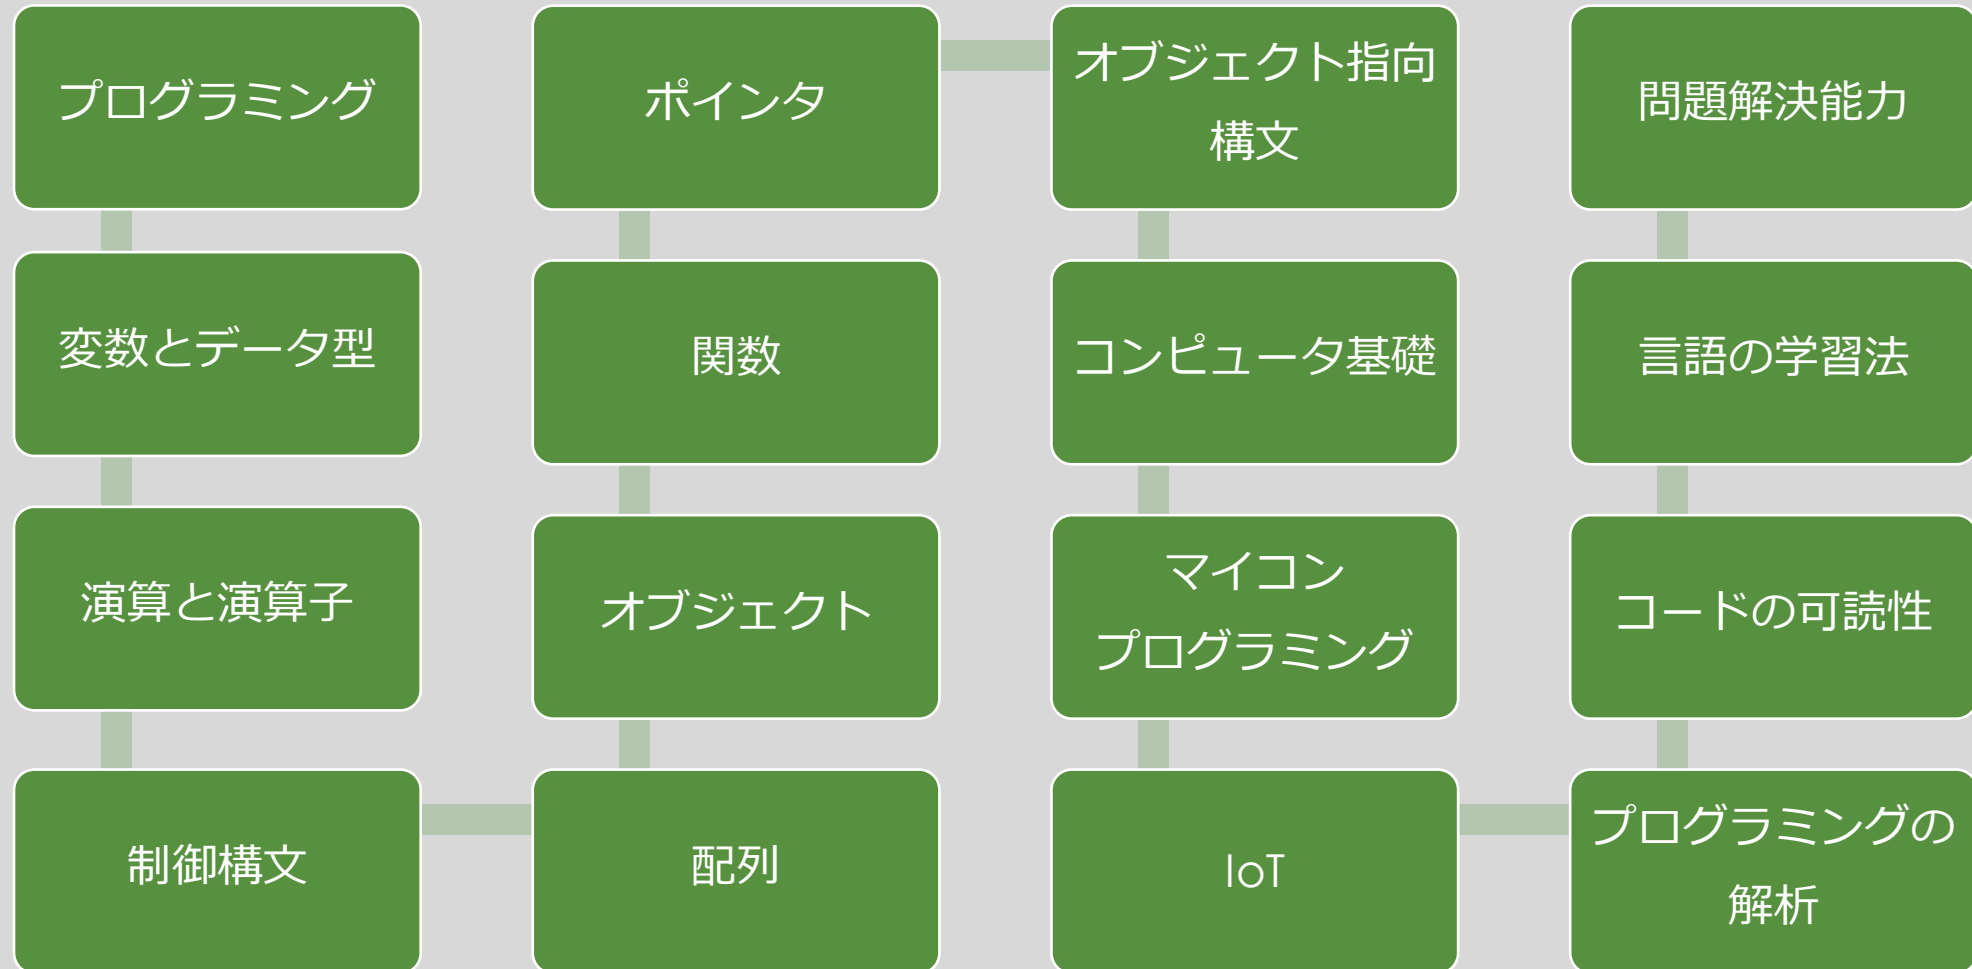 プログラミング
変数とデータ型
演算と演算子
制御構文
配列
オブジェクト
関数
ポインタ
オブジェクト指向
構文
コンピュータ基礎
マイコン
プログラミング
IoT
プログラミングの
解析
コードの可読性
言語の学習法
問題解決能力